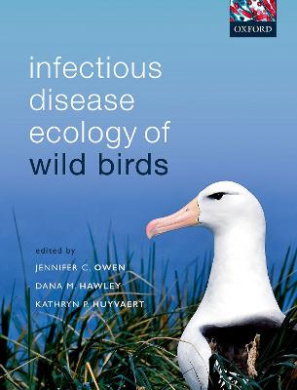 OXFORD
infectious
disease
ecology of
wild birds
edited by
JENNIFER C. OWEN
DANA M. HAWLEY
KATHRYN P. HUYVAERT